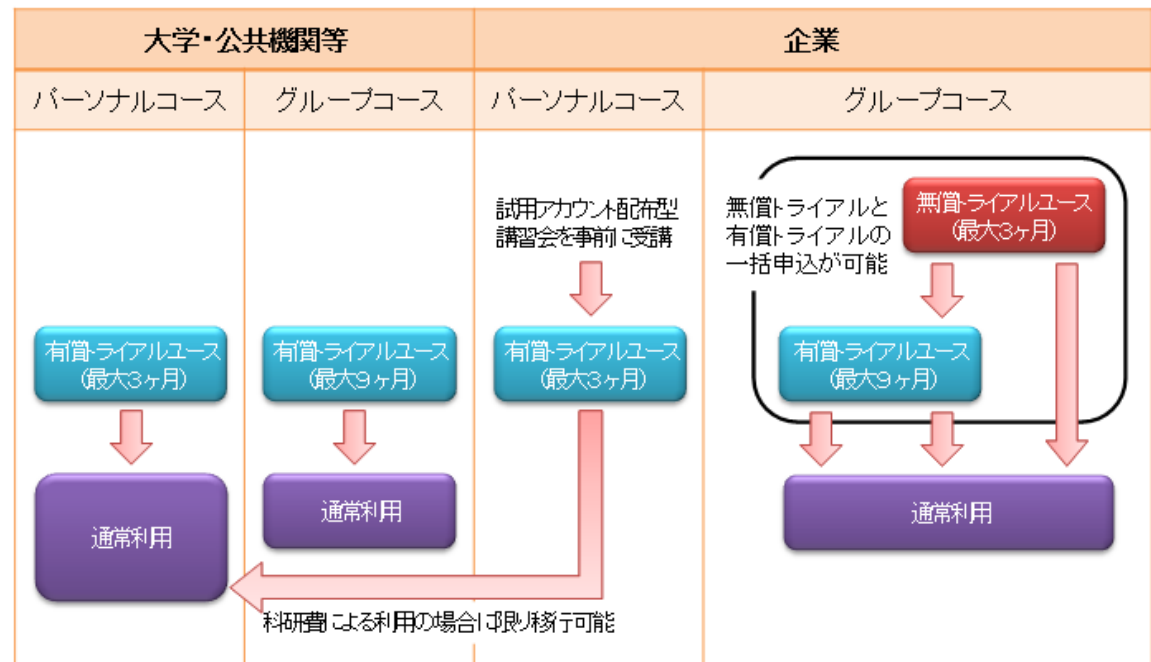 大学・公共機関等
企業
パーソナルコース
グループコース
パーソナルコース
グループコース
試用アカウント配布型
講習会を事前に受講
無償トライアルと
有償トライアルの
一括申込が可能
無償トライアルユース
(最大3ヶ月)
有償トライアルユース
(最大3ヶ月)
有償トライアルユース
(最大9ヶ月)
有償トライアルユース
(最大3ヶ月)
有償トライアルユース
(最大9ヶ月)
通常利用
通常利用
通常利用
科研費による利用の場合に限り移行可能